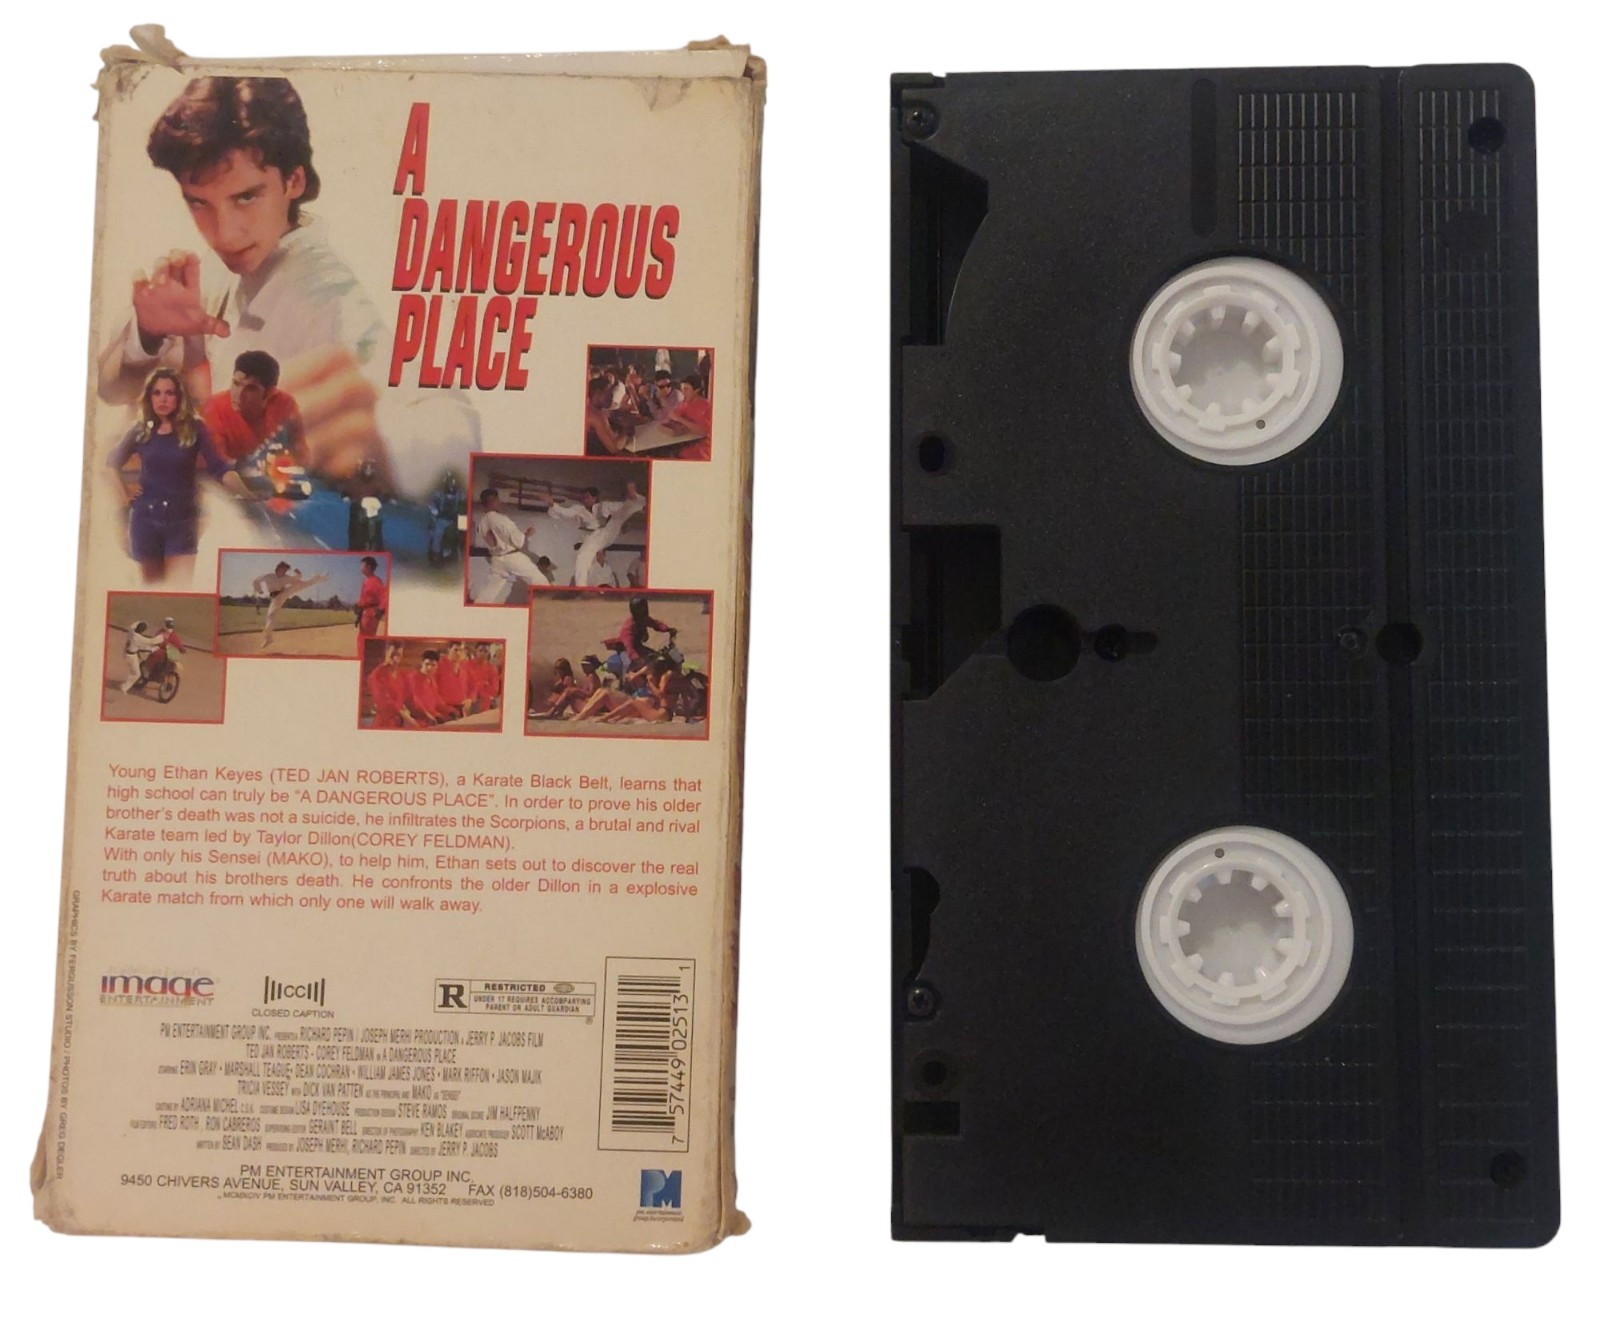 A
DANGEROUS
PLACE
Young Ethan Keyes (TED JAN ROBERTS), a Karate Black Belt, learns that
high school can truly be “A DANGEROUS PLACE”. In order to prove his older
brother's death was not a suicide, he infiltrates the Scorpions, a brutal and rival
Karate team led by Taylor Dillon(COREY FELDMAN).
With only his Sensei (MAKO), to help him, Ethan sets out to discover the real
truth about his brothers death. He confronts the older Dillon in a explosive
Karate match from which only one will walk away.
GRAPHICS BY FERGUSSON STUDIO / PHOTOS BY GREG DEGLER
image
ENTERTAINMENT
CC
CLOSED CAPTION
R
RESTRICTED
UNDER 17 REQUIRES ACCOMPANYING
PARENT OR ADULT GUARDIAN
®
7 57449 02513 1
PM ENTERTAINMENT GROUP INC. PRESENTS A RICHARD PEPIN / JOSEPH MERHI PRODUCTION A JERRY P. JACOBS FILM
TED JAN ROBERTS - COREY FELDMAN IN A DANGEROUS PLACE
STARRING ERIN GRAY • MARSHALL TEAGUE • DEAN COCHRAN • WILLIAM JAMES JONES • MARK RIFFON • JASON MAJIK
TRICIA VESSEY WITH DICK VAN PATTEN AS THE PRINCIPAL AND MAKO AS "SENSEI"
CASTING BY ADRIANA MICHEL C.S.A. COSTUME DESIGN LISA DYEHOUSE PRODUCTION DESIGN STEVE RAMOS ORIGINAL SCORE JIM HALFPENNY
FILM EDITORS FRED ROTH, RON CABREROS SUPERVISING EDITOR GERAINT BELL DIRECTOR OF PHOTOGRAPHY KEN BLAKEY ASSOCIATE PRODUCER SCOTT McABOY
WRITTEN BY SEAN DASH PRODUCED BY JOSEPH MERHI, RICHARD PEPIN DIRECTED BY JERRY P. JACOBS
PM ENTERTAINMENT GROUP INC.
9450 CHIVERS AVENUE, SUN VALLEY, CA 91352 FAX (818)504-6380
MCMXCIV PM ENTERTAINMENT GROUP, INC. ALL RIGHTS RESERVED
PM
pm entertainment
group incorporated